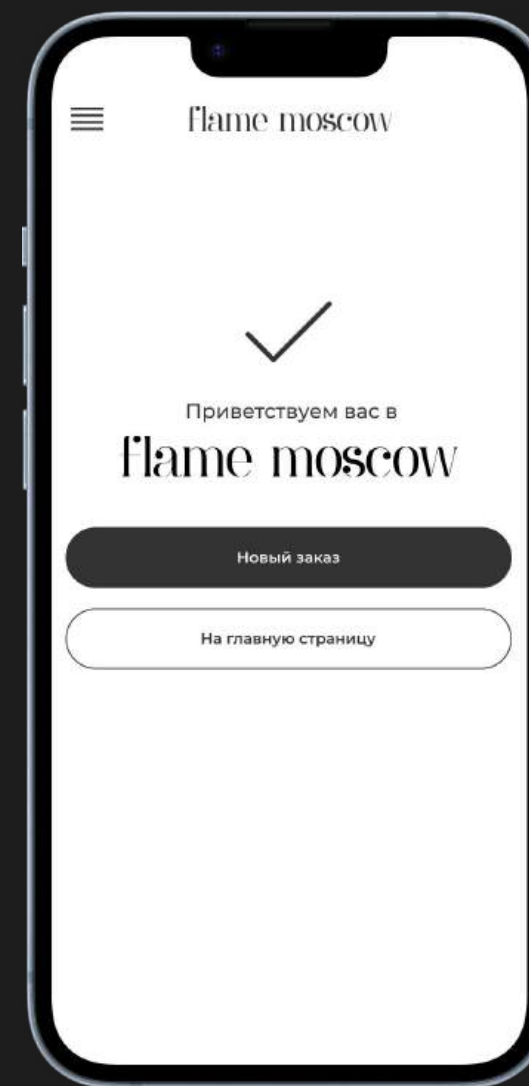 flame moscow
Приветствуем вас в
flame moscow
Новый заказ
На главную страницу